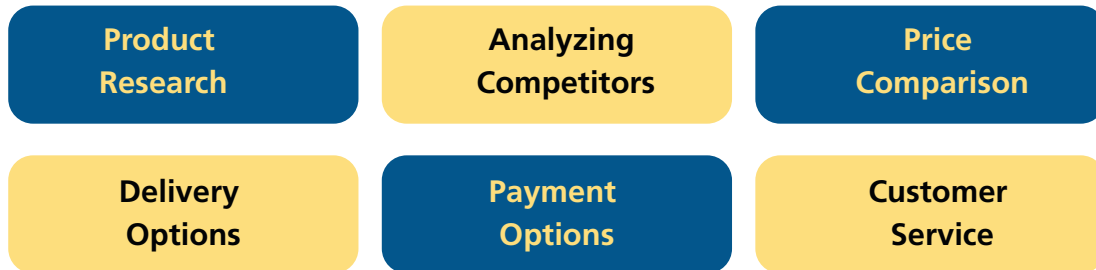 Product
Research
Analyzing
Competitors
Price
Comparison
Delivery
Options
Payment
Options
Customer
Service